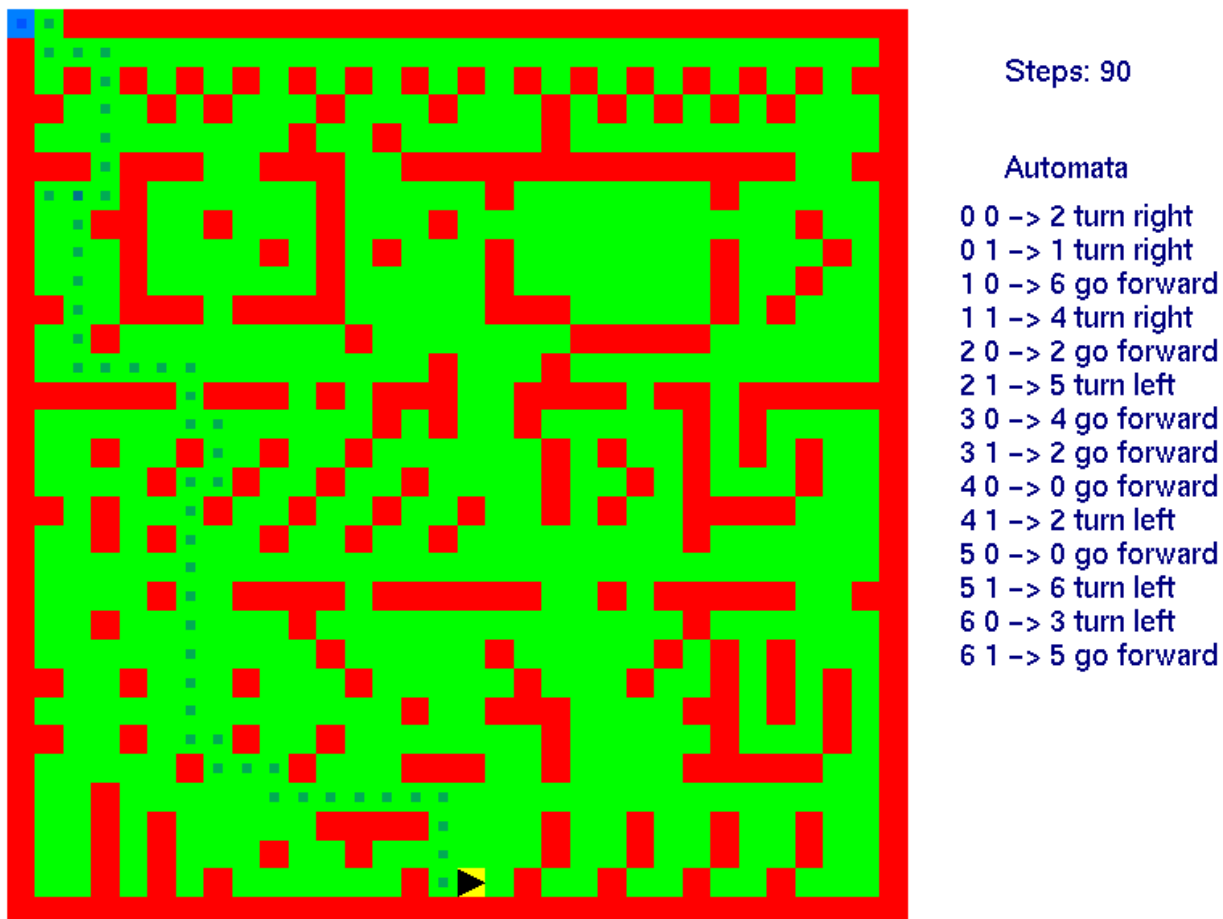 Steps: 90
Automata
0 0 −> 2 turn right
0 1 −> 1 turn right
1 0 −> 6 go forward
1 1 −> 4 turn right
2 0 −> 2 go forward
2 1 −> 5 turn left
3 0 −> 4 go forward
3 1 −> 2 go forward
4 0 −> 0 go forward
4 1 −> 2 turn left
5 0 −> 0 go forward
5 1 −> 6 turn left
6 0 −> 3 turn left
6 1 −> 5 go forward